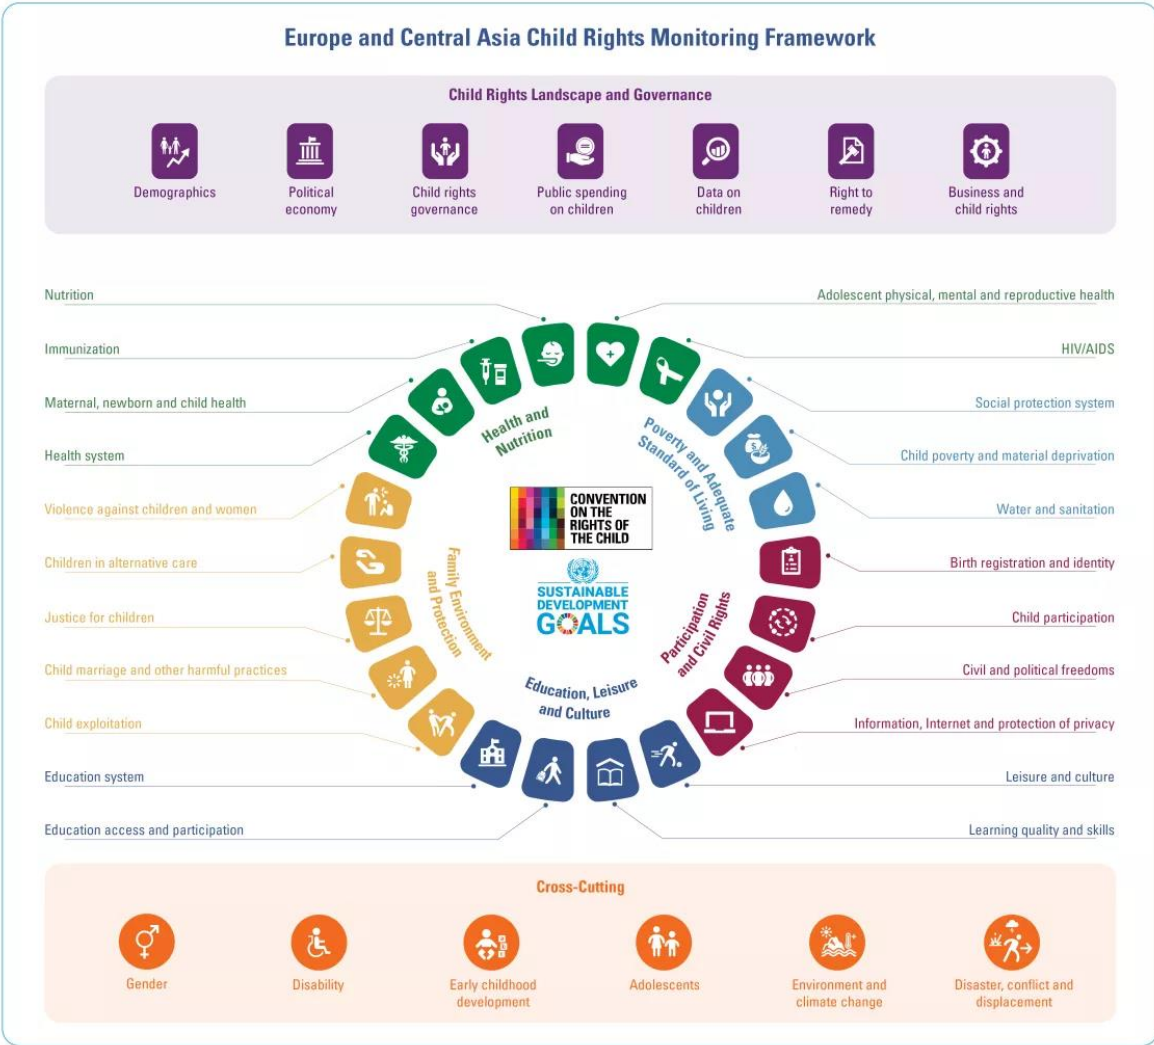 Europe and Central Asia Child Rights Monitoring Framework
Child Rights Landscape and Governance
Demographics
Political
economy
Child rights
governance
Public spending
on children
Data on
children
Right to
remedy
Business and
child rights
Nutrition
Immunization
Maternal, newborn and child health
Health system
Violence against children and women
Children in alternative care
Justice for children
Child marriage and other harmful practices
Child exploitation
Education system
Education access and participation
Adolescent physical, mental and reproductive health
HIV/AIDS
Social protection system
Child poverty and material deprivation
Water and sanitation
Birth registration and identity
Child participation
Civil and political freedoms
Information, Internet and protection of privacy
Leisure and culture
Learning quality and skills
Health and
Nutrition
Poverty and Adequate
Standard of Living
Family Environment
and Protection
Participation
and Civil Rights
Education, Leisure
and Culture
CONVENTION
ON THE
RIGHTS OF
THE CHILD
SUSTAINABLE
DEVELOPMENT
GOALS
Cross-Cutting
Gender
Disability
Early childhood
development
Adolescents
Environment and
climate change
Disaster, conflict and
displacement